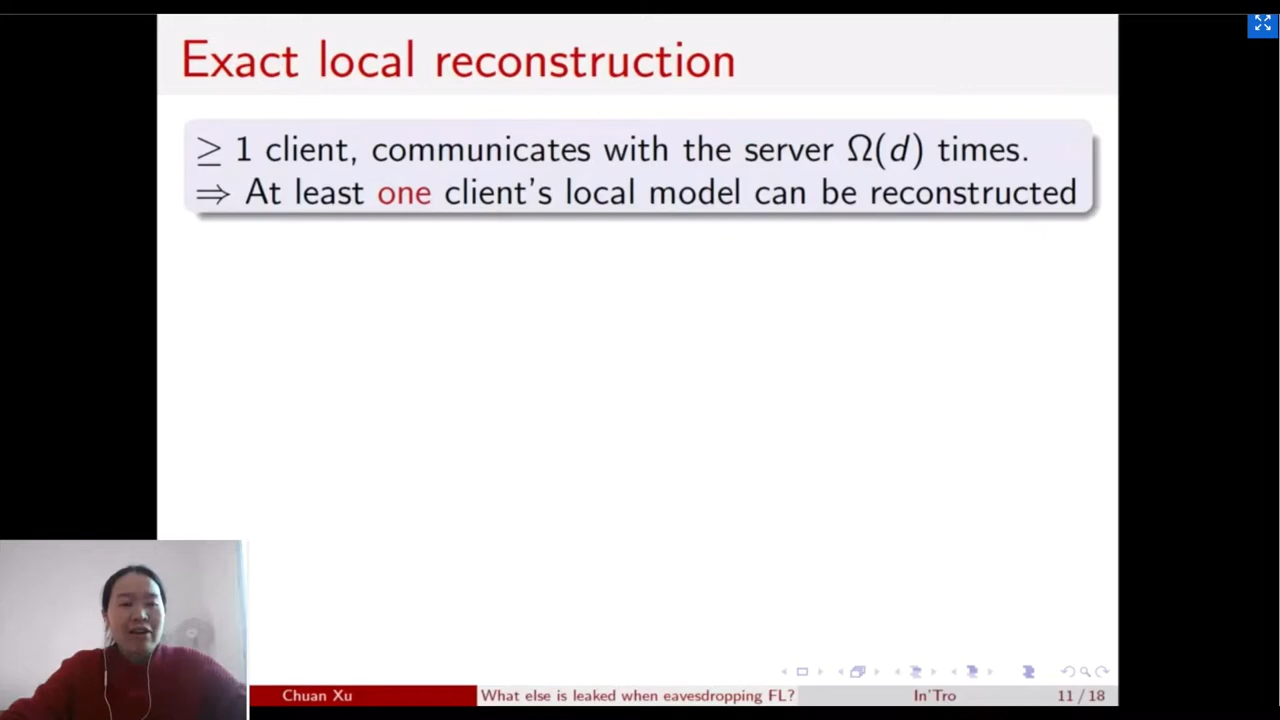 Exact local reconstruction
≥ 1 client, communicates with the server Ω(d) times.
⇒ At least one client's local model can be reconstructed
Chuan Xu
What else is leaked when eavesdropping FL?
In'Tro
11 / 18